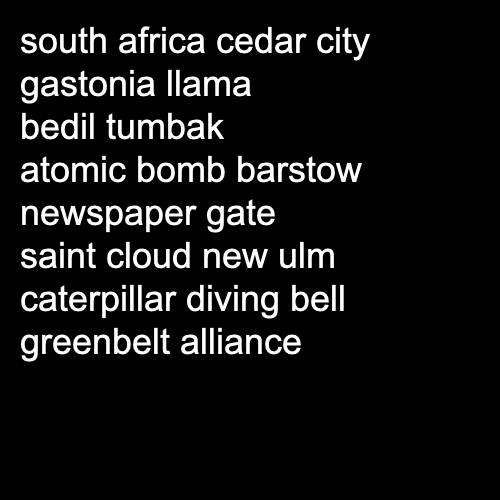 south africa cedar city
gastonia llama
bedil tumbak
atomic bomb barstow
newspaper gate
saint cloud new ulm
caterpillar diving bell
greenbelt alliance